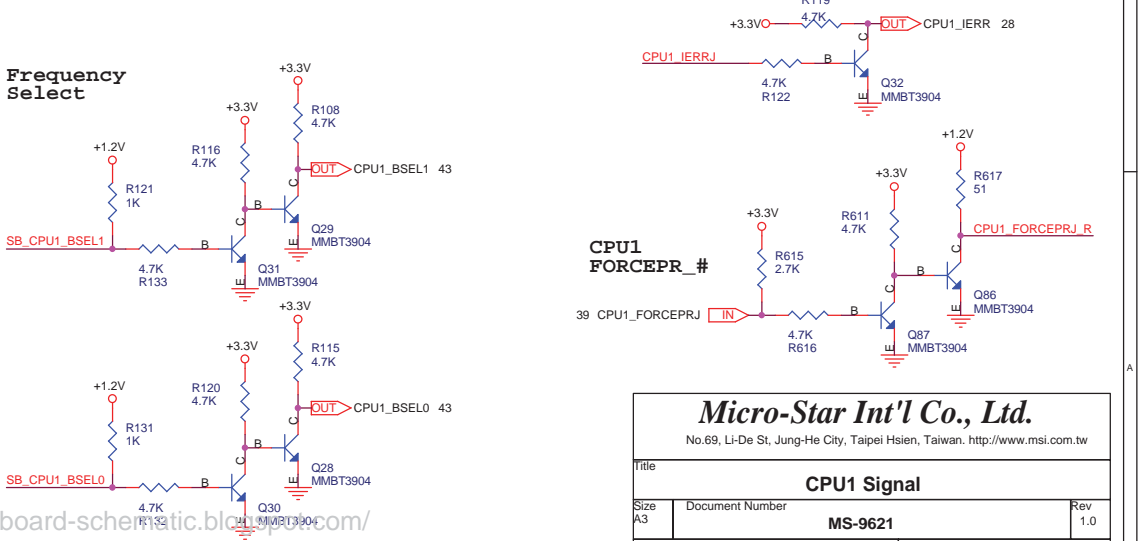 Frequency
Select
+3.3V
R108
4.7K
+3.3V
R116
4.7K
+1.2V
R121
1K
OUT CPU1_BSEL1 43
B
C
E
Q29
MMBT3904
SB_CPU1_BSEL1
4.7K
R133
B
C
E
Q31
MMBT3904
+3.3V
R115
4.7K
+3.3V
R120
4.7K
+1.2V
R131
1K
OUT CPU1_BSEL0 43
B
C
E
Q28
MMBT3904
SB_CPU1_BSEL0
4.7K
R132
B
C
E
Q30
MMBT3904
board-schematic.blogspot.com/
R119
+3.3V
4.7K
OUT CPU1_IERR 28
CPU1_IERRJ
4.7K
R122
B
C
E
Q32
MMBT3904
CPU1
FORCEPR_#
+1.2V
R617
51
+3.3V
R611
4.7K
+3.3V
R615
2.7K
CPU1_FORCEPRJ_R
B
C
E
Q86
MMBT3904
39 CPU1_FORCEPRJ IN
4.7K
R616
B
C
E
Q87
MMBT3904
A
Micro-Star Int'l Co., Ltd.
No.69, Li-De St, Jung-He City, Taipei Hsien, Taiwan. http://www.msi.com.tw
Title
CPU1 Signal
Size
A3
Document Number
MS-9621
Rev
1.0